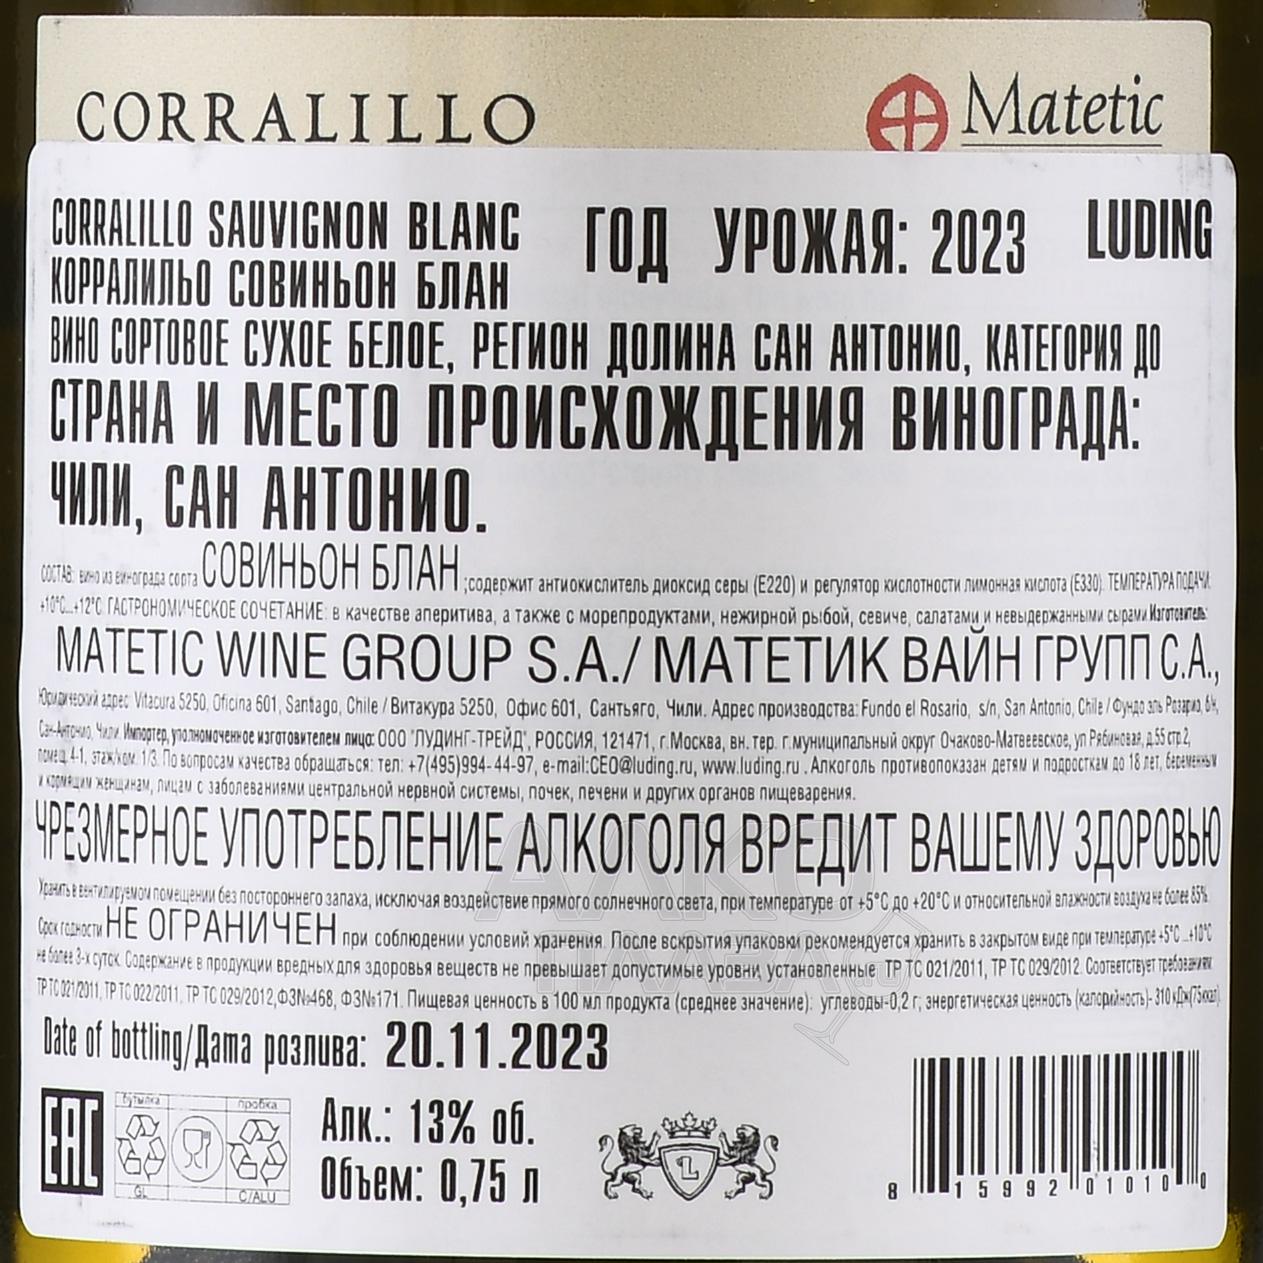 CORRALILLO Matetic
CORRALILLO SAUVIGNON BLANC ГОД УРОЖАЯ: 2023 LUDING
КОРРАЛИЛЬО СОВИНЬОН БЛАН
ВИНО СОРТОВОЕ СУХОЕ БЕЛОЕ, РЕГИОН ДОЛИНА САН АНТОНИО, КАТЕГОРИЯ ДО
СТРАНА И МЕСТО ПРОИСХОЖДЕНИЯ ВИНОГРАДА:
ЧИЛИ, САН АНТОНИО.
СОСТАВ: вино из винограда сорта СОВИНЬОН БЛАН ;содержит антиокислитель диоксид серы (Е220) и регулятор кислотности лимонная кислота (Е330). ТЕМПЕРАТУРА ПОДАЧИ:
+10°С...+12°С. ГАСТРОНОМИЧЕСКОЕ СОЧЕТАНИЕ: в качестве аперитива, а также с морепродуктами, нежирной рыбой, севиче, салатами и невыдержанными сырами Изготовитель:
MATETIC WINE GROUP S.A./ МАТЕТИК ВАЙН ГРУПП С.А.,
Юридический адрес: Vitacura 5250, Oficina 601, Santiago, Chile / Витакура 5250, Офис 601, Сантьяго, Чили. Адрес производства: Fundo el Rosario, s/n, San Antonio, Chile / Фундо эль Розарио, б/н,
Сан-Антонио, Чили. Импортер, уполномоченное изготовителем лицо: ООО "ЛУДИНГ-ТРЕЙД", РОССИЯ, 121471, г.Москва, вн. тер. г.муниципальный округ Очаково-Матвеевское, ул Рябиновая, д.55 стр.2,
помещ. 4-1, этаж/ком. 1/3. По вопросам качества обращаться: тел: +7(495)994-44-97, e-mail:CEO@luding.ru, www.luding.ru . Алкоголь противопоказан детям и подросткам до 18 лет, беременным
и кормящим женщинам, лицам с заболеваниями центральной нервной системы, почек, печени и других органов пищеварения.
ЧРЕЗМЕРНОЕ УПОТРЕБЛЕНИЕ АЛКОГОЛЯ ВРЕДИТ ВАШЕМУ ЗДОРОВЬЮ
Хранить в вентилируемом помещении без постороннего запаха, исключая воздействие прямого солнечного света, при температуре от +5°С до +20°С и относительной влажности воздуха не более 85%.
Срок годности НЕ ОГРАНИЧЕН при соблюдении условий хранения. После вскрытия упаковки рекомендуется хранить в закрытом виде при температуре +5°С ...+10°С
не более 3-х суток. Содержание в продукции вредных для здоровья веществ не превышает допустимые уровни, установленные ТР ТС 021/2011, ТР ТС 029/2012. Соответствует требованиям
ТР ТС 021/2011, ТР ТС 022/2011, ТР ТС 029/2012,ФЗ№468, ФЗ№171. Пищевая ценность в 100 мл продукта (среднее значение): углеводы-0,2 г; энергетическая ценность (калорийность)- 310 кДж(75ккал).
АЛКО ПЛАЗА
Date of bottling/Дата розлива: 20.11.2023
EAC бутылка пробка
GL C/ALU
Алк.: 13% об.
Объем: 0,75 л
L
8 15992 01010 0